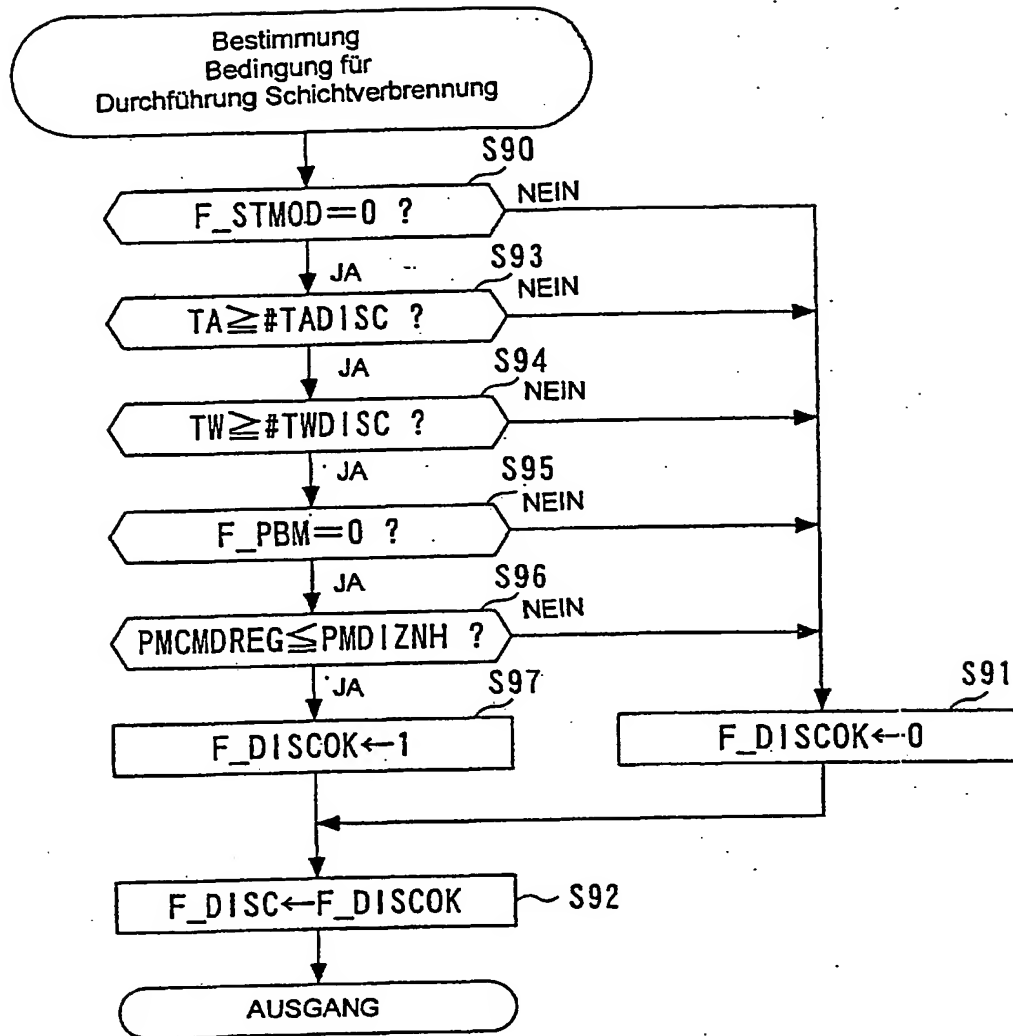 Bestimmung
Bedingung für
Durchführung Schichtverbrennung
S90
F_STMOD=0 ?
NEIN
JA
S93
TA≧#TADISC ?
NEIN
JA
S94
TW≧#TWDISC ?
NEIN
JA
S95
F_PBM=0 ?
NEIN
JA
S96
PMCMDREG≦PMDIZNH ?
NEIN
JA
S97
F_DISCOK←1
S91
F_DISCOK←0
F_DISC←F_DISCOK
S92
AUSGANG